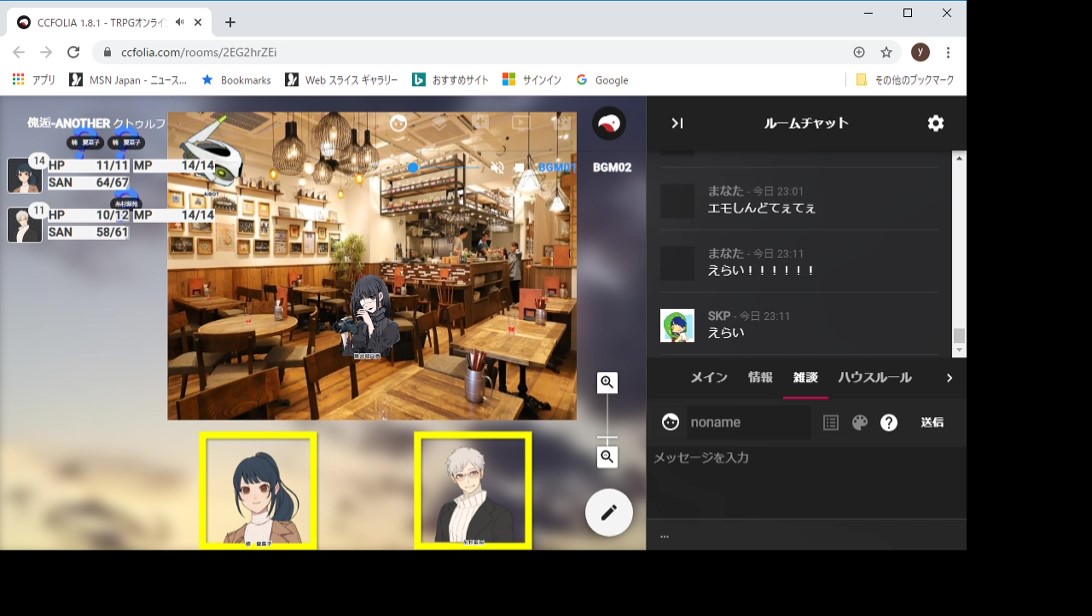 CCFOLIA 1.8.1 - TRPGオンライ
ccfolia.com/rooms/2EG2hrZEi
y
アプリ
MSN Japan - ニュース...
Bookmarks
Web スライス ギャラリー
おすすめサイト
サインイン
Google
その他のブックマーク
-ANOTHER クトゥルフ
14
HP 11/11 MP 14/14
SAN 64/67
11
HP 10/12 MP 14/14
SAN 58/61
BGM01
BGM02
ルームチャット
まなた - 今日 23:01
エモしんどてぇてぇ
まなた - 今日 23:11
えらい！！！！！！
SKP - 今日 23:11
えらい
メイン
情報
雑談
ハウスルール
noname
送信
メッセージを入力
...